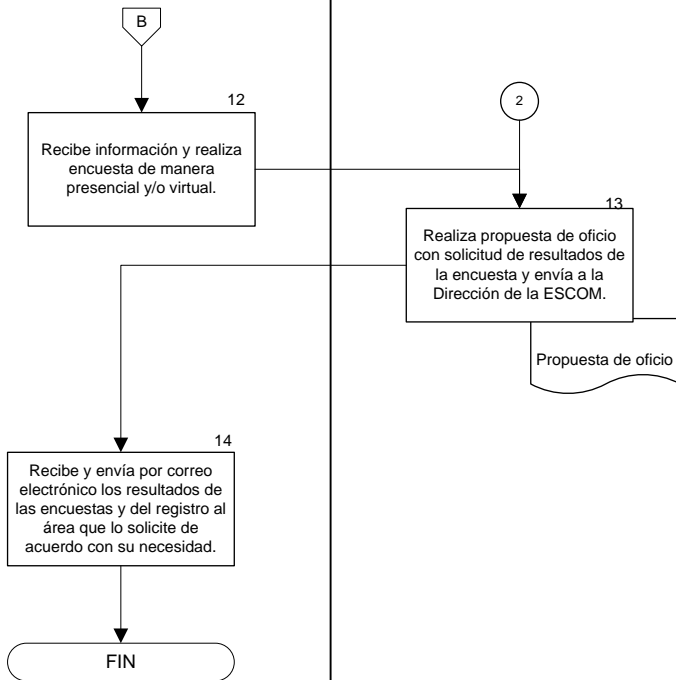 B
12
Recibe información y realiza
encuesta de manera
presencial y/o virtual.
2
13
Realiza propuesta de oficio
con solicitud de resultados de
la encuesta y envía a la
Dirección de la ESCOM.
Propuesta de oficio
14
Recibe y envía por correo
electrónico los resultados de
las encuestas y del registro al
área que lo solicite de
acuerdo con su necesidad.
FIN